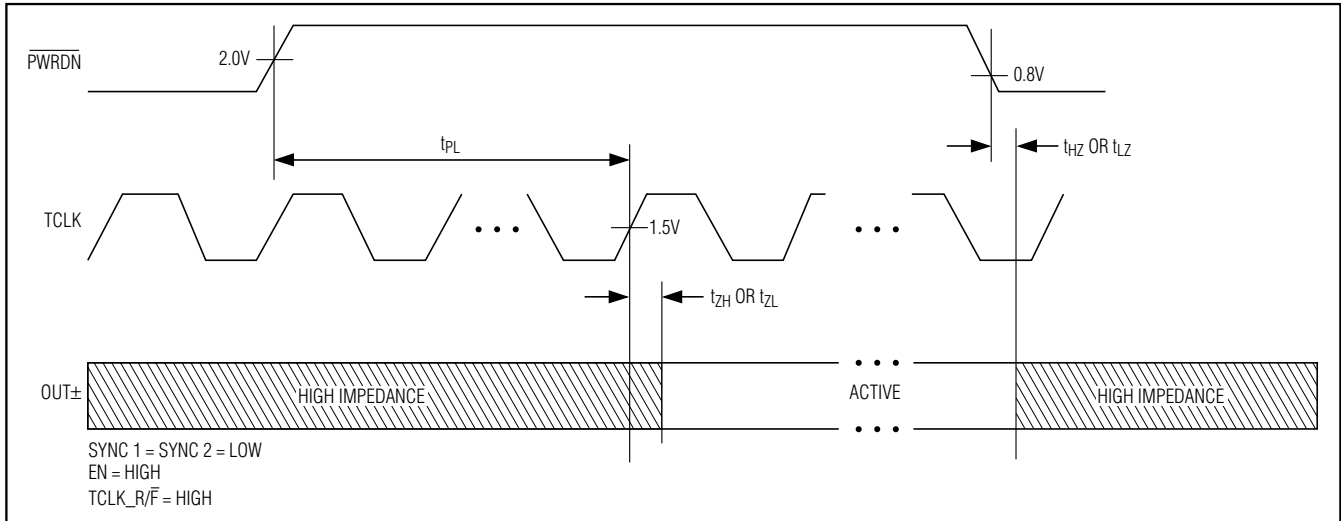 P̅W̅R̅D̅N̅
2.0V
0.8V
tPL
tHZ OR tLZ
TCLK
• • •
1.5V
• • •
tZH OR tZL
OUT±
HIGH IMPEDANCE
• • •
ACTIVE
• • •
HIGH IMPEDANCE
SYNC 1 = SYNC 2 = LOW
EN = HIGH
TCLK_R/F̅ = HIGH